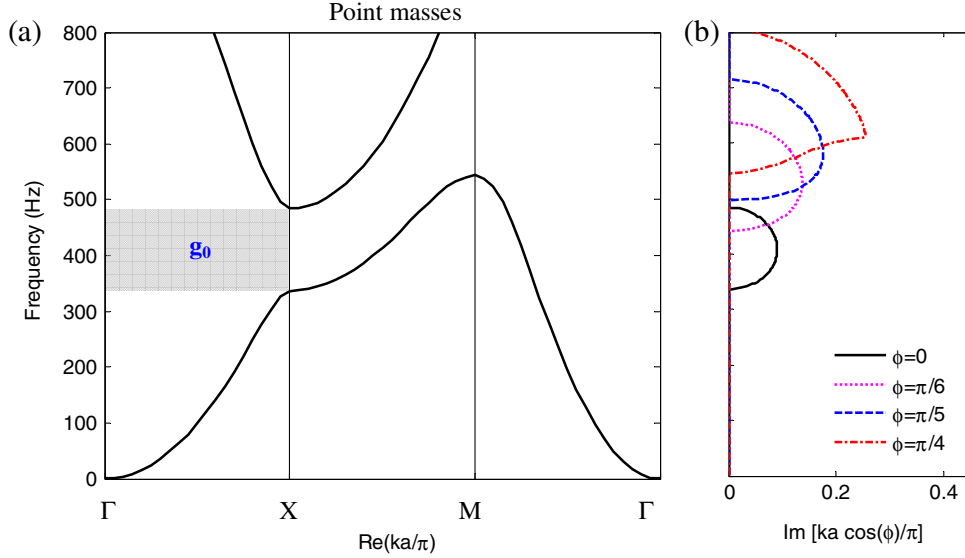 Point masses
(a)
800
700
600
500
400
300
200
100
0
Frequency (Hz)
g₀
Γ X M Γ
Re(ka/π)
(b)
ϕ=0
ϕ=π/6
ϕ=π/5
ϕ=π/4
0 0.2 0.4
Im [ka cos(ϕ)/π]